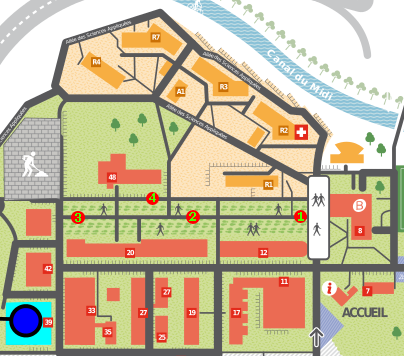 Allée des Sciences Appliquées
R7
R4
Allée des Sciences Appliquées
Canal du Midi
R3
A1
Allée des Sciences Appliquées
R2
48
R1
4
3
2
1
B
8
20
12
42
11
i
7
33
27
27
19
17
ACCUEIL
39
35
25